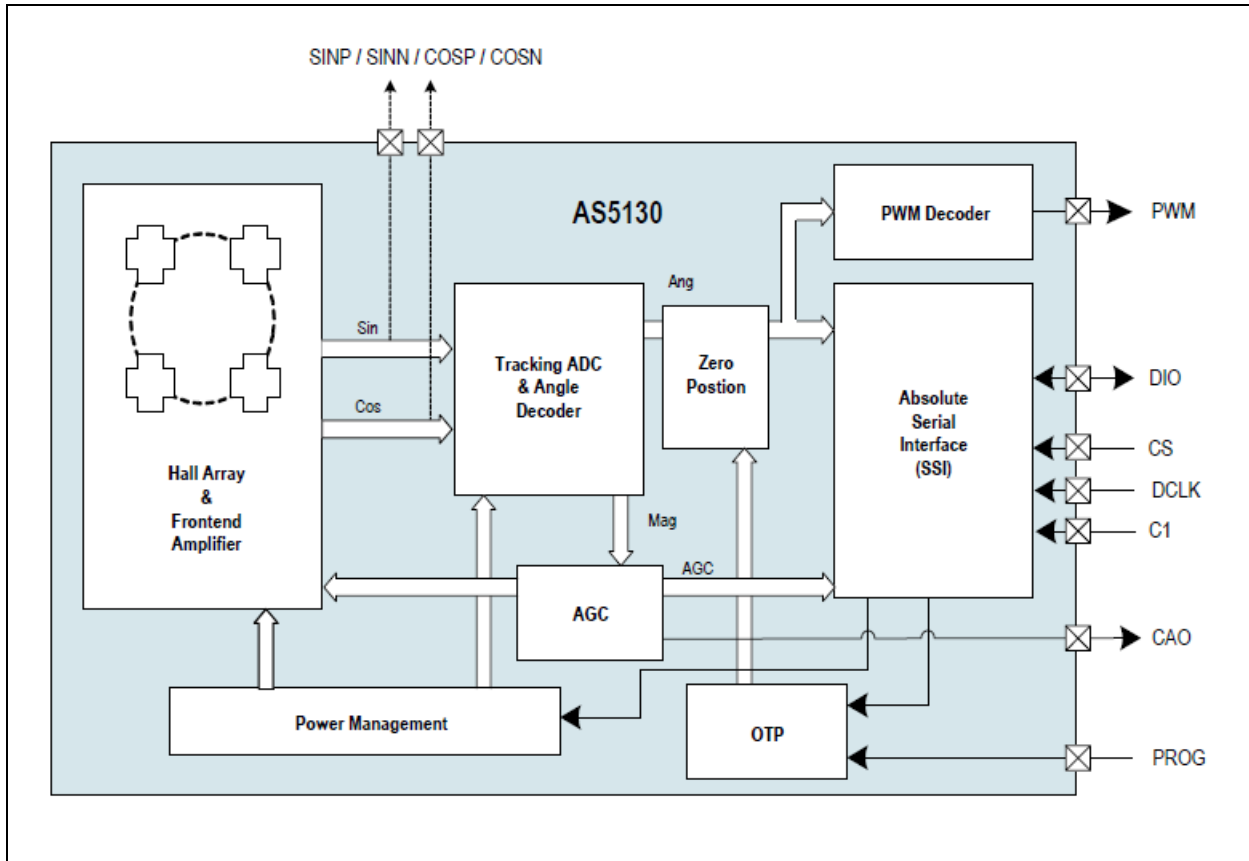 SINP / SINN / COSP / COSN
AS5130
PWM Decoder
PWM
Ang
Sin
Cos
Tracking ADC
& Angle
Decoder
Zero
Postion
Absolute
Serial
Interface
(SSI)
DIO
CS
DCLK
C1
Hall Array
&
Frontend
Amplifier
Mag
AGC
AGC
CAO
Power Management
OTP
PROG